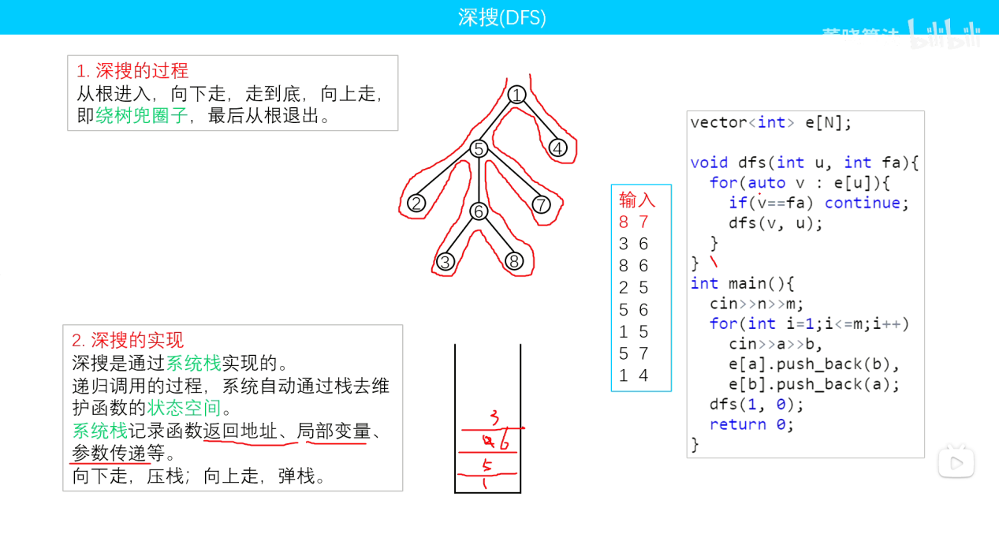 深搜(DFS)
董晓算法 bilibili
1. 深搜的过程
从根进入，向下走，走到底，向上走，
即绕树兜圈子，最后从根退出。
1
5
4
2
6
7
3
8
输入
8 7
3 6
8 6
2 5
5 6
1 5
5 7
1 4
vector<int> e[N];
void dfs(int u, int fa){
for(auto v : e[u]){
if(v==fa) continue;
dfs(v, u);
}
}
int main(){
cin>>n>>m;
for(int i=1;i<=m;i++)
cin>>a>>b,
e[a].push_back(b),
e[b].push_back(a);
dfs(1, 0);
return 0;
}
2. 深搜的实现
深搜是通过系统栈实现的。
递归调用的过程，系统自动通过栈去维
护函数的状态空间。
系统栈记录函数返回地址、局部变量、
参数传递等。
向下走，压栈；向上走，弹栈。
3
6
5
1